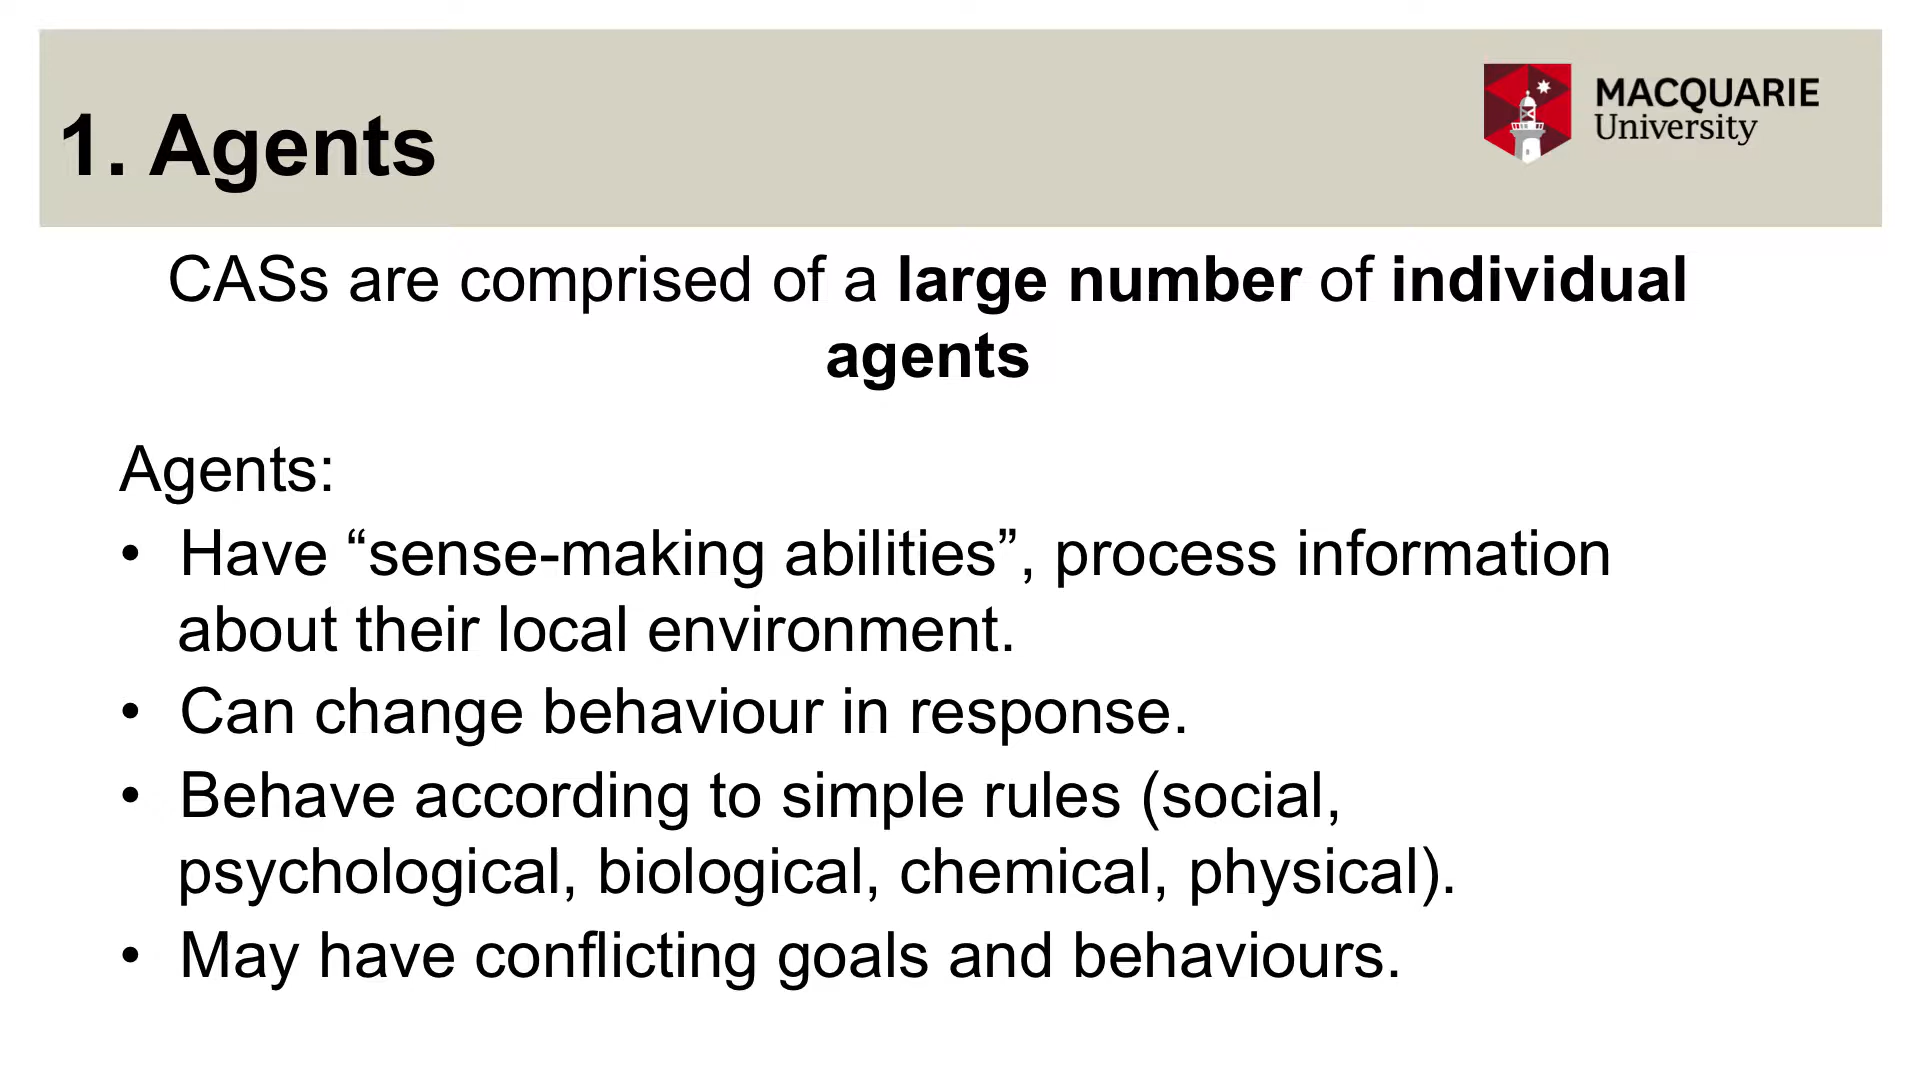 1. Agents
MACQUARIE
University
CASs are comprised of a large number of individual
agents
Agents:
• Have “sense-making abilities”, process information
about their local environment.
• Can change behaviour in response.
• Behave according to simple rules (social,
psychological, biological, chemical, physical).
• May have conflicting goals and behaviours.